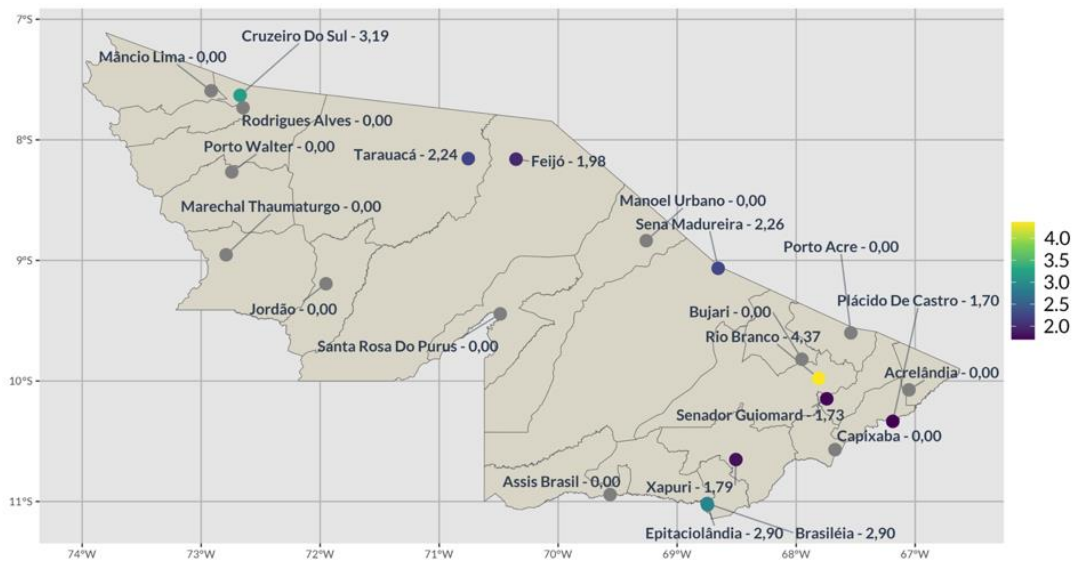 7°S
Cruzeiro Do Sul - 3,19
Mâncio Lima - 0,00
Rodrigues Alves - 0,00
8°S
Porto Walter - 0,00
Tarauacá - 2,24
Feijó - 1,98
Manoel Urbano - 0,00
Marechal Thaumaturgo - 0,00
Sena Madureira - 2,26
Porto Acre - 0,00
9°S
Plácido De Castro - 1,70
Jordão - 0,00
Bujari - 0,00
Rio Branco - 4,37
Santa Rosa Do Purus - 0,00
Acrelândia - 0,00
10°S
Senador Guiomard - 1,73
Capixaba - 0,00
Assis Brasil - 0,00
Xapuri - 1,79
11°S
Epitaciolândia - 2,90
Brasiléia - 2,90
74°W 73°W 72°W 71°W 70°W 69°W 68°W 67°W
4.0
3.5
3.0
2.5
2.0